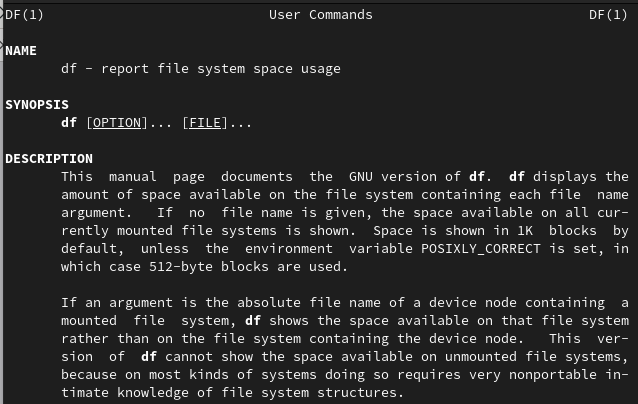 DF(1) User Commands DF(1)
NAME
df - report file system space usage
SYNOPSIS
df [OPTION]... [FILE]...
DESCRIPTION
This manual page documents the GNU version of df. df displays the
amount of space available on the file system containing each file name
argument. If no file name is given, the space available on all cur-
rently mounted file systems is shown. Space is shown in 1K blocks by
default, unless the environment variable POSIXLY_CORRECT is set, in
which case 512-byte blocks are used.
If an argument is the absolute file name of a device node containing a
mounted file system, df shows the space available on that file system
rather than on the file system containing the device node. This ver-
sion of df cannot show the space available on unmounted file systems,
because on most kinds of systems doing so requires very nonportable in-
timate knowledge of file system structures.